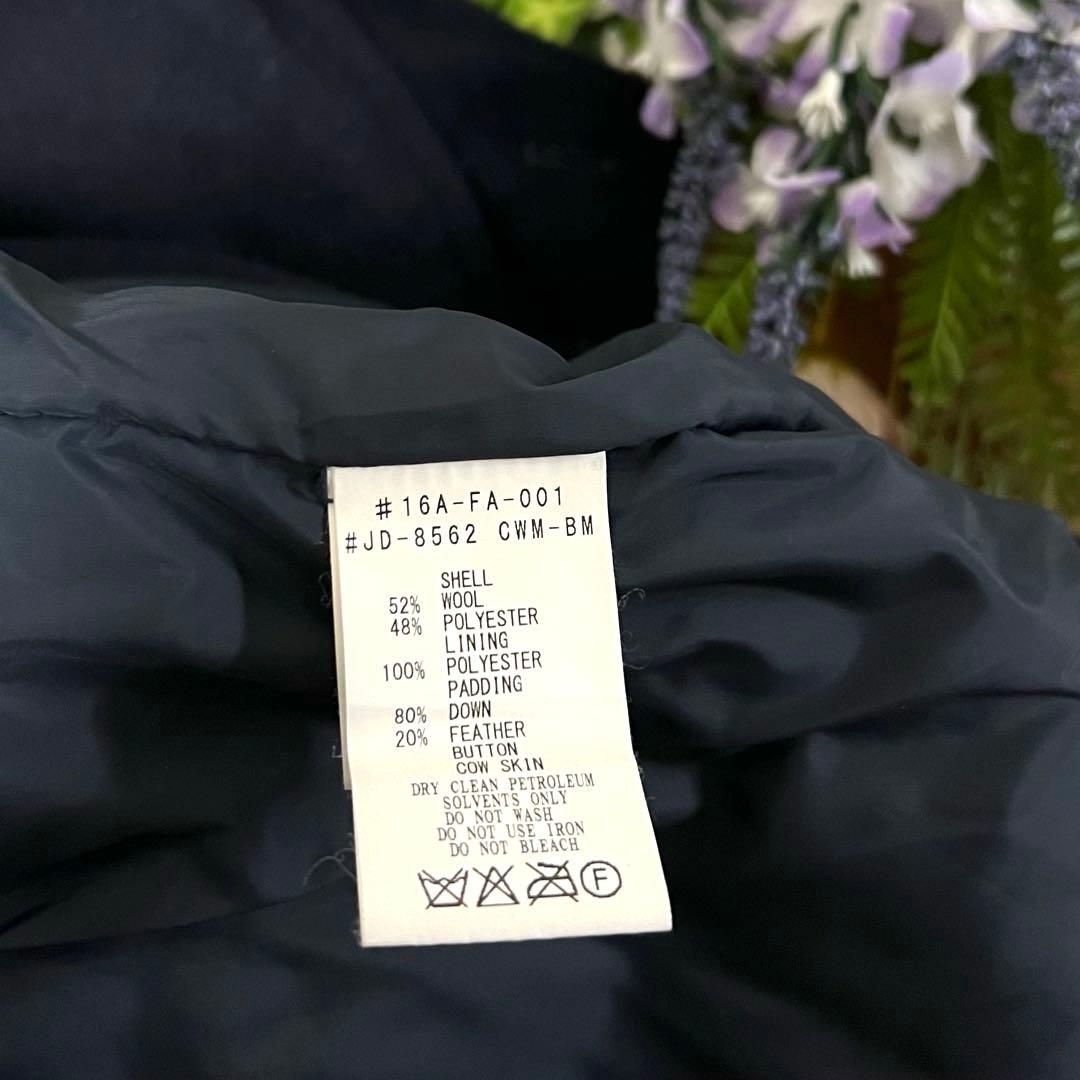 #16A-FA-001
#JD-8562 CWM-BM
SHELL
52% WOOL
48% POLYESTER
LINING
100% POLYESTER
PADDING
80% DOWN
20% FEATHER
BUTTON
COW SKIN
DRY CLEAN PETROLEUM
SOLVENTS ONLY
DO NOT WASH
DO NOT USE IRON
DO NOT BLEACH
F